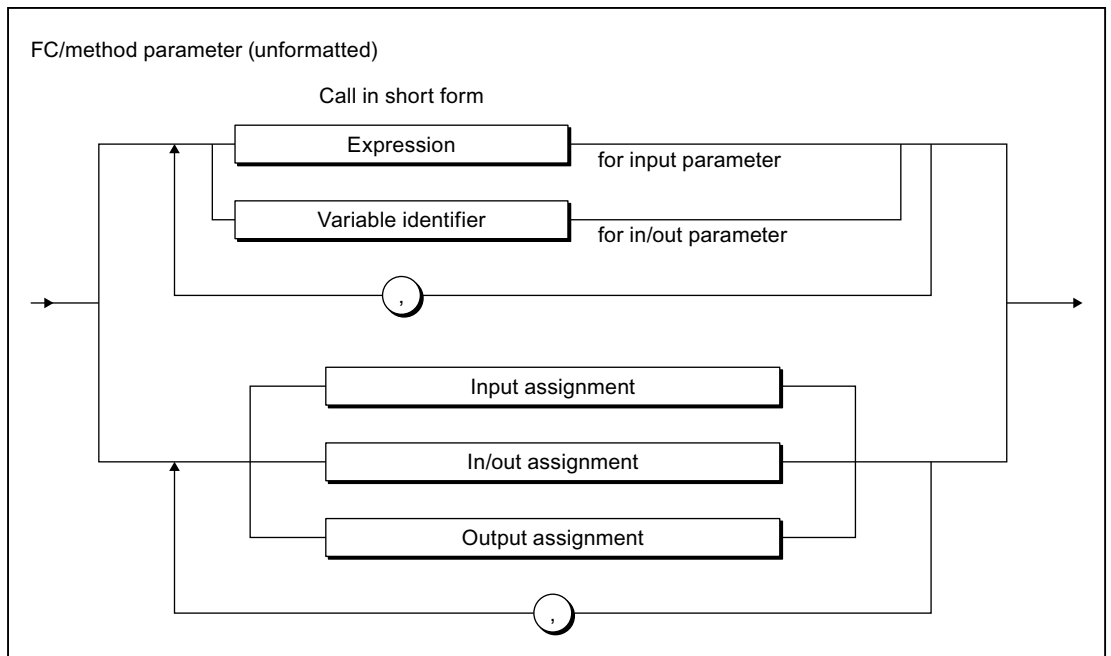 FC/method parameter (unformatted)
Call in short form
Expression
for input parameter
Variable identifier
for in/out parameter
,
Input assignment
In/out assignment
Output assignment
,